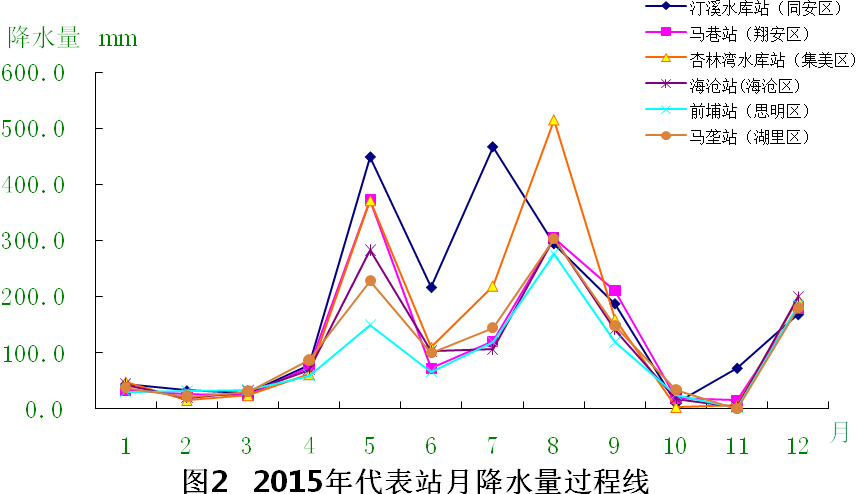 汀溪水库站（同安区）
马巷站（翔安区）
杏林湾水库站（集美区）
海沧站(海沧区）
前埔站（思明区）
马垄站（湖里区）
降水量 mm
600.0
500.0
400.0
300.0
200.0
100.0
0.0
1 2 3 4 5 6 7 8 9 10 11 12 月
图2 2015年代表站月降水量过程线